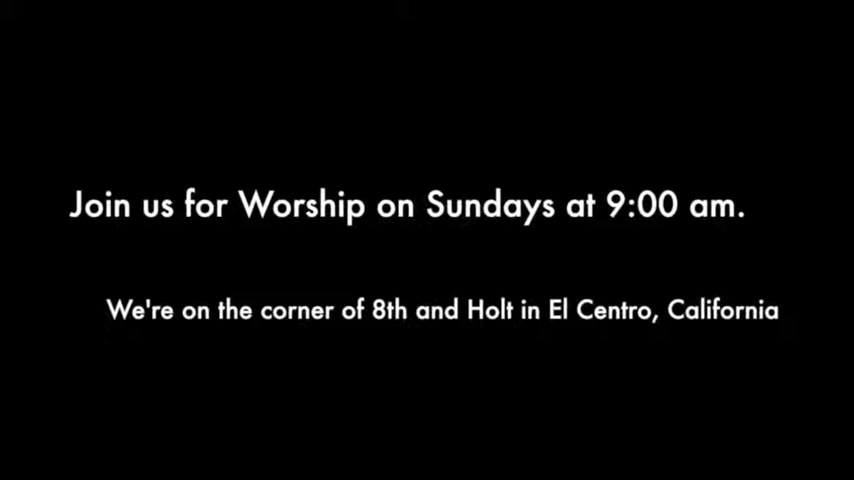 Join us for Worship on Sundays at 9:00 am.
We're on the corner of 8th and Holt in El Centro, California